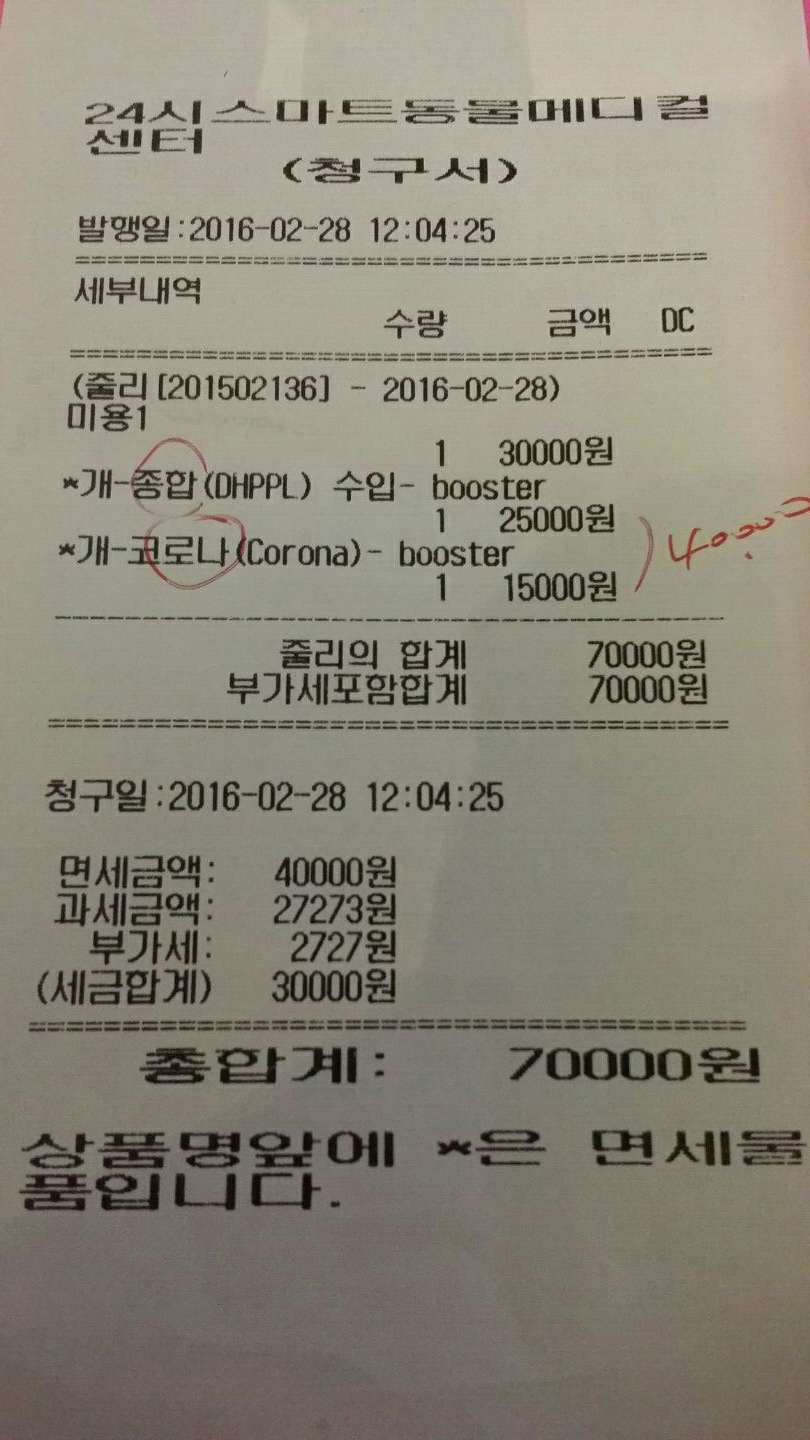 24시스마트동물메디컬
센터
(청구서)
발행일:2016-02-28 12:04:25
세부내역
수량 금액 DC
(줄리[201502136] - 2016-02-28)
미용1
1 30000원
*개-종합(DHPPL) 수입- booster
1 25000원
*개-코로나(Corona)- booster
1 15000원
40000
줄리의 합계 70000원
부가세포함합계 70000원
청구일:2016-02-28 12:04:25
면세금액: 40000원
과세금액: 27273원
부가세: 2727원
(세금합계) 30000원
총합계: 70000원
상품명앞에 *은 면세물
품입니다.